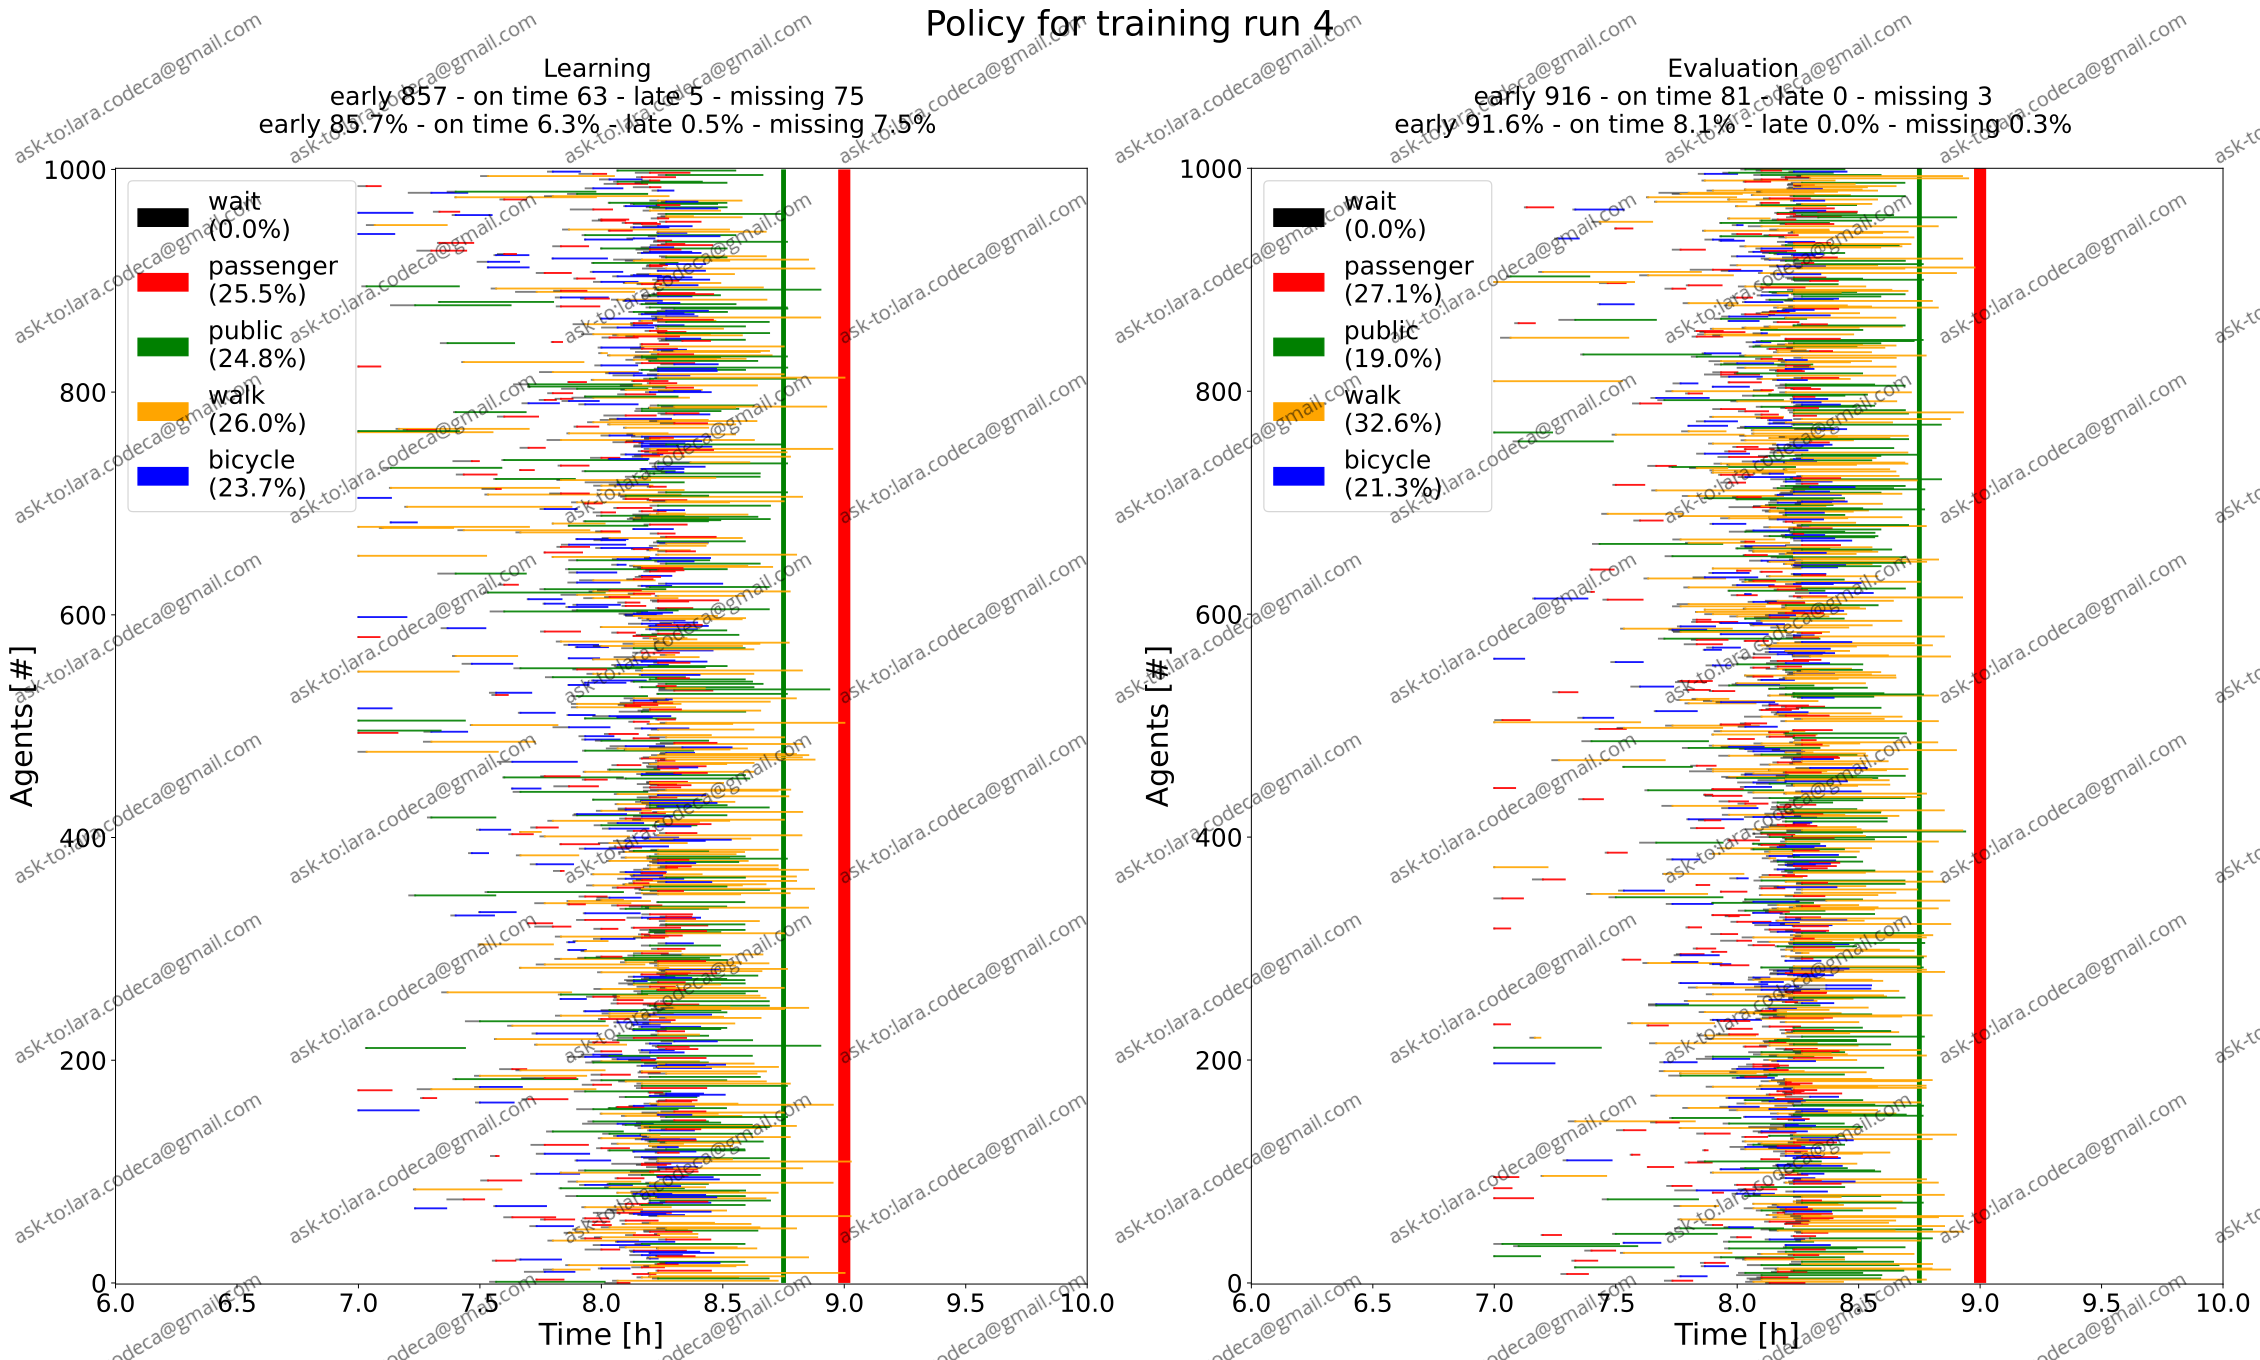 Policy for training run 4
Learning
early 857 - on time 63 - late 5 - missing 75
early 85.7% - on time 6.3% - late 0.5% - missing 7.5%
1000
800
600
400
200
0
Agents [#]
wait
(0.0%)
passenger
(25.5%)
public
(24.8%)
walk
(26.0%)
bicycle
(23.7%)
6.0 6.5 7.0 7.5 8.0 8.5 9.0 9.5 10.0
Time [h]
Evaluation
early 916 - on time 81 - late 0 - missing 3
early 91.6% - on time 8.1% - late 0.0% - missing 0.3%
1000
800
600
400
200
0
Agents [#]
wait
(0.0%)
passenger
(27.1%)
public
(19.0%)
walk
(32.6%)
bicycle
(21.3%)
6.0 6.5 7.0 7.5 8.0 8.5 9.0 9.5 10.0
Time [h]
ask-to:lara.codeca@gmail.com